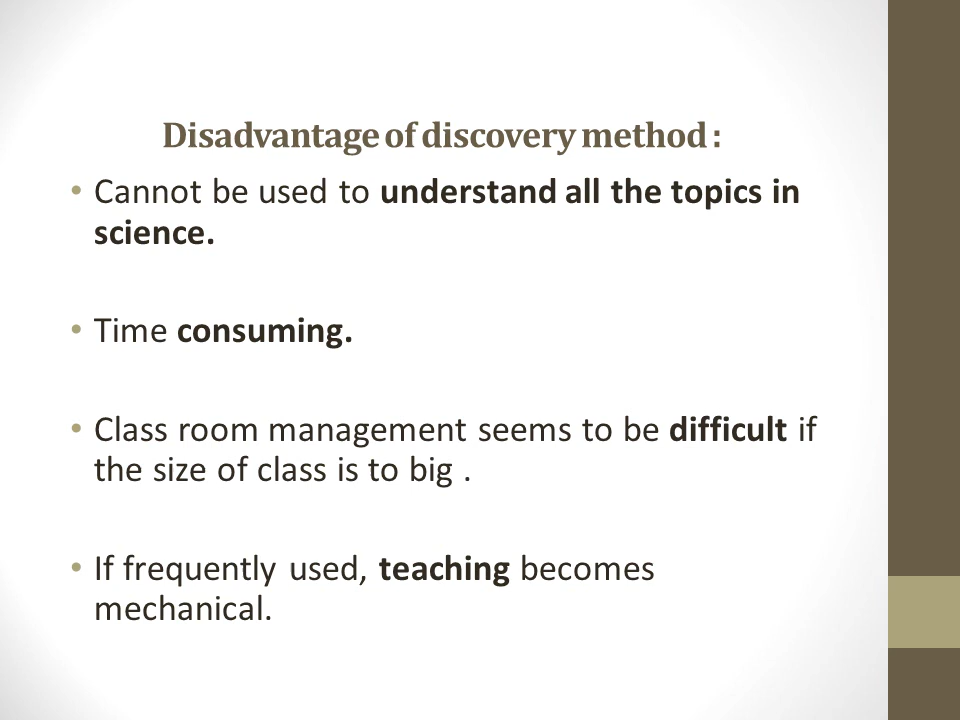 Disadvantage of discovery method :
• Cannot be used to understand all the topics in
science.
• Time consuming.
• Class room management seems to be difficult if
the size of class is to big .
• If frequently used, teaching becomes
mechanical.